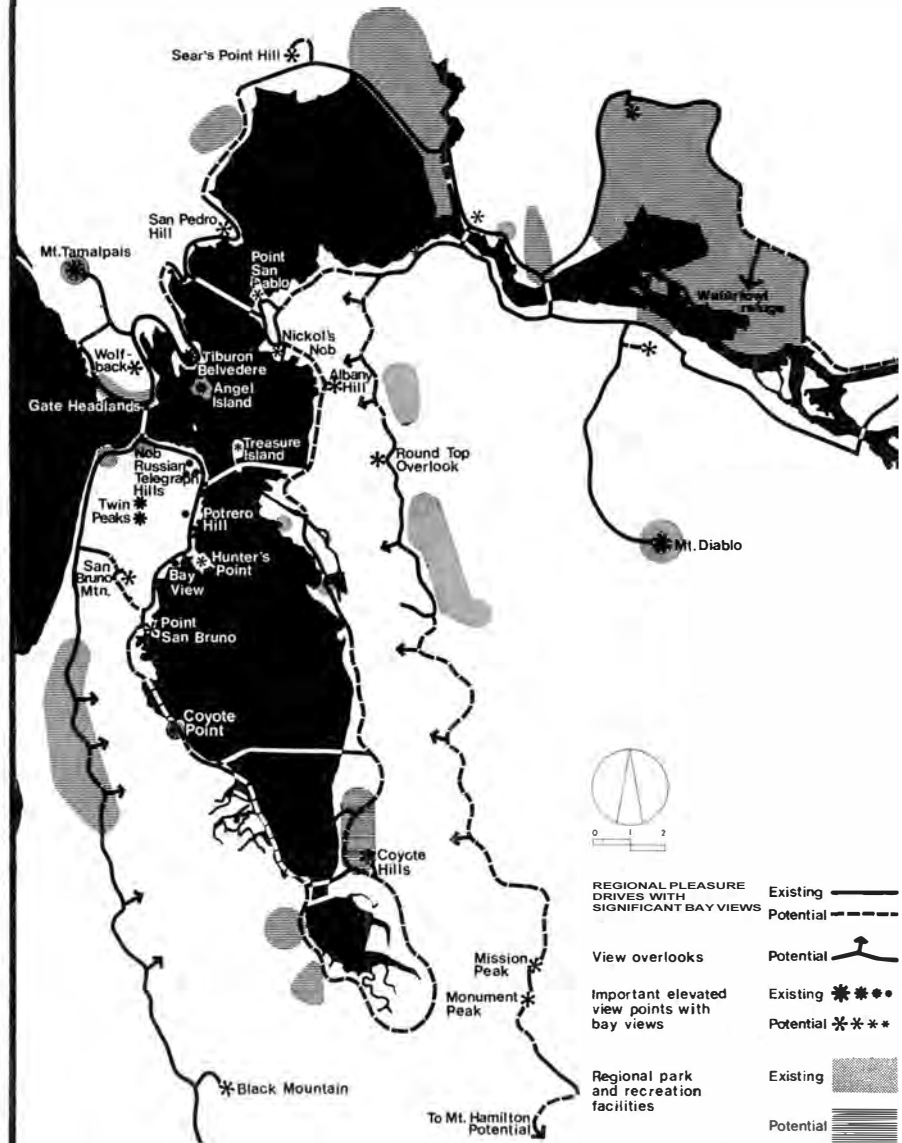 Sear's Point Hill
San Pedro
Hill
Mt. Tamalpais
Point
San
Pablo
Waterfowl
refuge
Nickol's
Nob
Wolf-
back
Tiburon
Belvedere
Albany
Hill
Angel
Island
Gate Headlands
Nob
Russian
Telegraph
Hills
Treasure
Island
Round Top
Overlook
Twin
Peaks
Potrero
Hill
Mt. Diablo
Hunter's
Point
San
Bruno
Mtn.
Bay
View
Point
San Bruno
Coyote
Point
Coyote
Hills
Mission
Peak
Monument
Peak
Black Mountain
To Mt. Hamilton
Potential
0 1 2
REGIONAL PLEASURE
DRIVES WITH
SIGNIFICANT BAY VIEWS
Existing
Potential
View overlooks
Potential
Important elevated
view points with
bay views
Existing
Potential
Regional park
and recreation
facilities
Existing
Potential